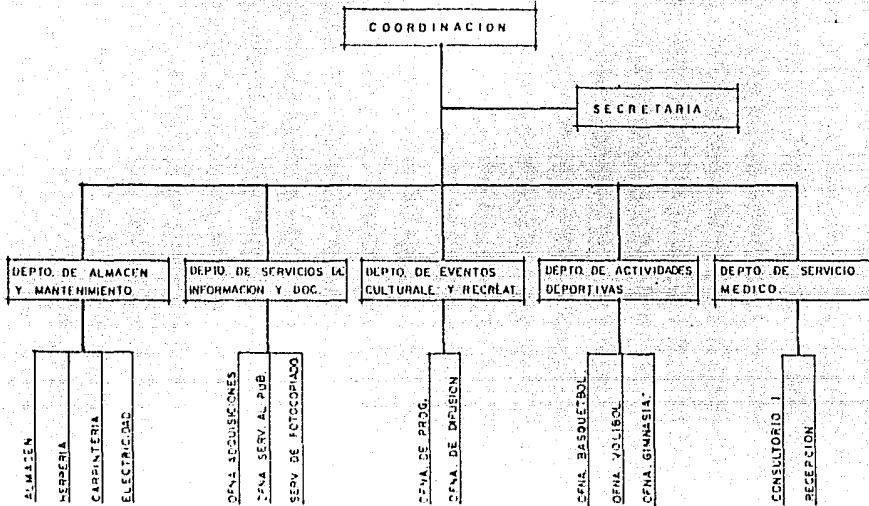 COORDINACION
SECRETARIA
DEPTO. DE ALMACEN
Y MANTENIMIENTO
DEPTO. DE SERVICIOS DE
INFORMACION Y DOC.
DEPTO. DE EVENTOS
CULTURALE Y RECREAT.
DEPTO. DE ACTIVIDADES
DEPORTIVAS
DEPTO. DE SERVICIO
MEDICO
ALMACEN
HERRERIA
CARPINTERIA
ELECTRICIDAD
OFNA ADQUISICIONES
OFNA SERV. AL PUB.
SERV. DE FOTOCOPIADO
OFNA. DE PROG.
OFNA. DE DIFUSION
OFNA. BASQUETBOL
OFNA. VOLIBOL
OFNA. GIMNASIA
CONSULTORIO 1
RECEPCION